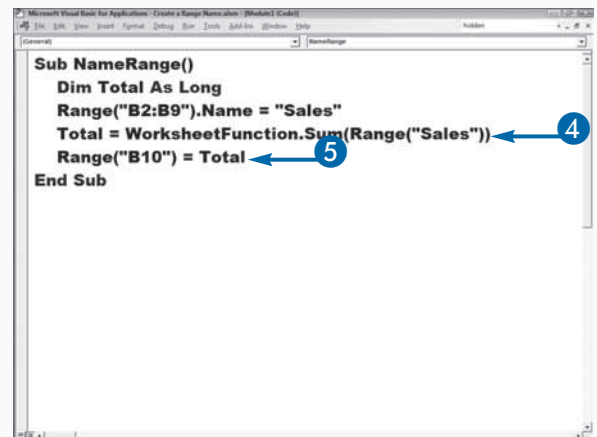 Microsoft Visual Basic for Applications - Create a Range Name.xlsm - [Module1 (Code)]
File Edit View Insert Format Debug Run Tools Add-Ins Window Help
(General) NameRange
Sub NameRange()
Dim Total As Long
Range("B2:B9").Name = "Sales"
Total = WorksheetFunction.Sum(Range("Sales")) 4
Range("B10") = Total 5
End Sub